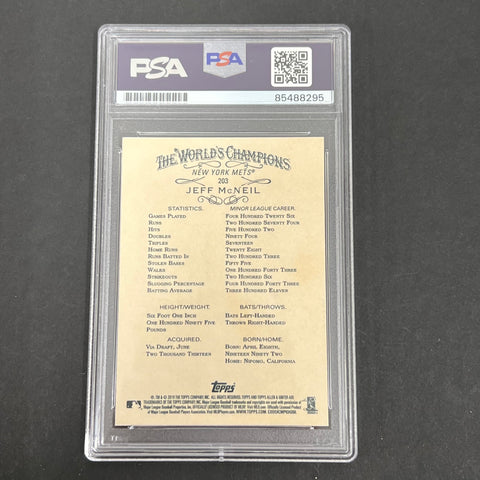 PSA
PSA
85488295
THE WORLD'S CHAMPIONS
NEW YORK METS®
203
JEFF McNEIL
STATISTICS. MINOR LEAGUE CAREER.
GAMES PLAYED FOUR HUNDRED TWENTY SIX
RUNS TWO HUNDRED SEVENTY FOUR
HITS FIVE HUNDRED TWO
DOUBLES NINETY FOUR
TRIPLES SEVENTEEN
HOME RUNS TWENTY EIGHT
RUNS BATTED IN TWO HUNDRED THREE
STOLEN BASES FIFTY FIVE
WALKS ONE HUNDRED FORTY THREE
STRIKEOUTS TWO HUNDRED SIX
SLUGGING PERCENTAGE FOUR HUNDRED FORTY THREE
BATTING AVERAGE THREE HUNDRED ELEVEN
HEIGHT/WEIGHT. BATS/THROWS.
SIX FOOT ONE INCH BATS LEFT-HANDED
ONE HUNDRED NINETY FIVE THROWS RIGHT-HANDED
POUNDS
ACQUIRED. BORN/HOME.
VIA DRAFT, JUNE BORN: APRIL EIGHTH,
TWO THOUSAND THIRTEEN NINETEEN NINETY TWO
HOME: NIPOMO, CALIFORNIA
Topps